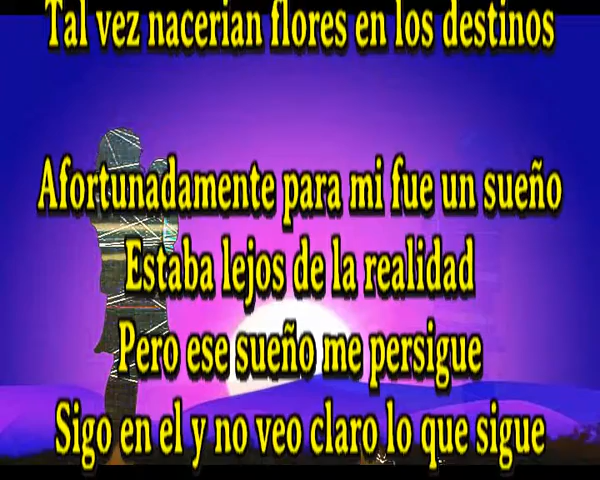 Tal vez nacerian flores en los destinos
Afortunadamente para mi fue un sueño
Estaba lejos de la realidad
Pero ese sueño me persigue
Sigo en el y no veo claro lo que sigue